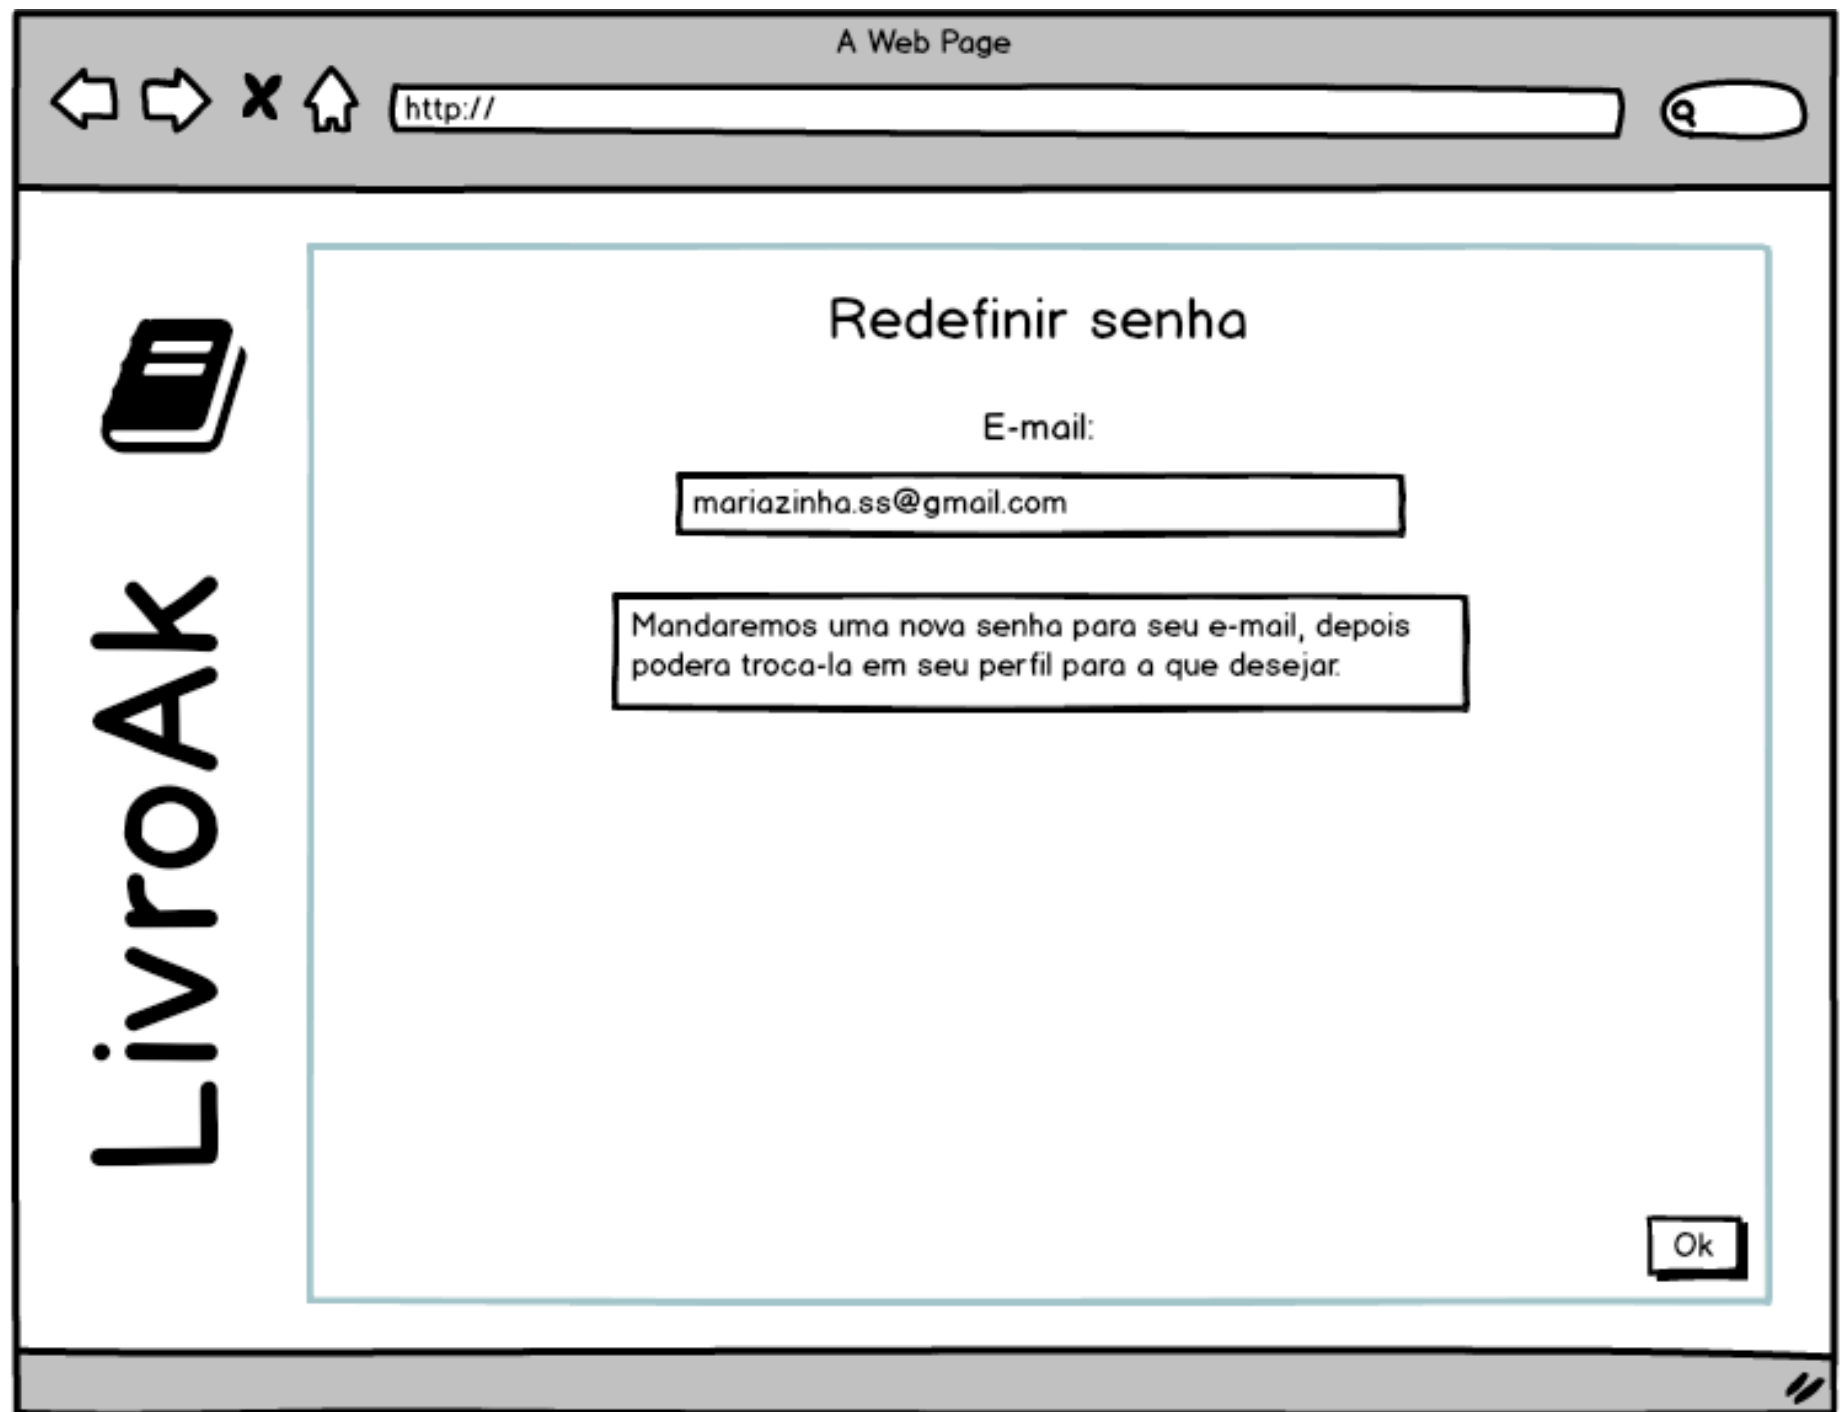 A Web Page
http://
LivroAk
Redefinir senha
E-mail:
mariazinha.ss@gmail.com
Mandaremos uma nova senha para seu e-mail, depois
podera troca-la em seu perfil para a que desejar.
Ok